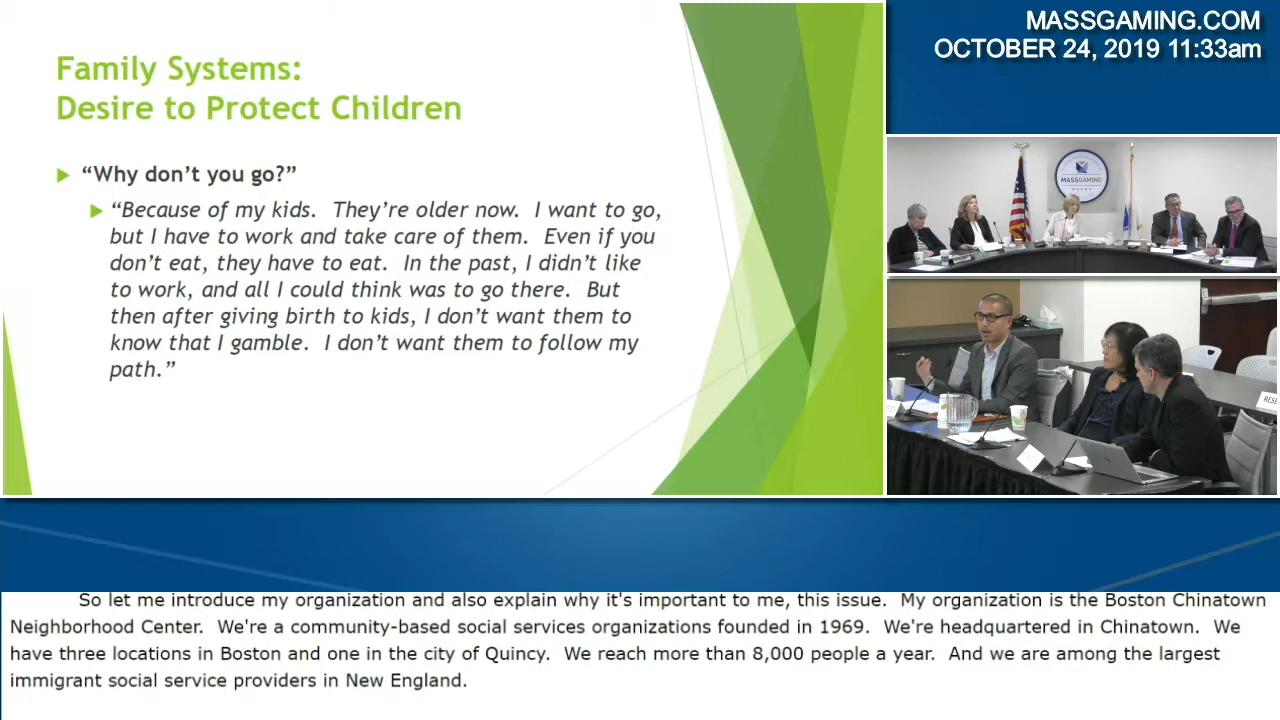 Family Systems:
Desire to Protect Children
“Why don’t you go?”
“Because of my kids.  They’re older now.  I want to go,
but I have to work and take care of them.  Even if you
don’t eat, they have to eat.  In the past, I didn’t like
to work, and all I could think was to go there.  But
then after giving birth to kids, I don’t want them to
know that I gamble.  I don’t want them to follow my
path.”
MASSGAMING.COM
OCTOBER 24, 2019 11:33am
MASSGAMING
RESE
So let me introduce my organization and also explain why it's important to me, this issue.  My organization is the Boston Chinatown
Neighborhood Center.  We're a community-based social services organizations founded in 1969.  We're headquartered in Chinatown.  We
have three locations in Boston and one in the city of Quincy.  We reach more than 8,000 people a year.  And we are among the largest
immigrant social service providers in New England.